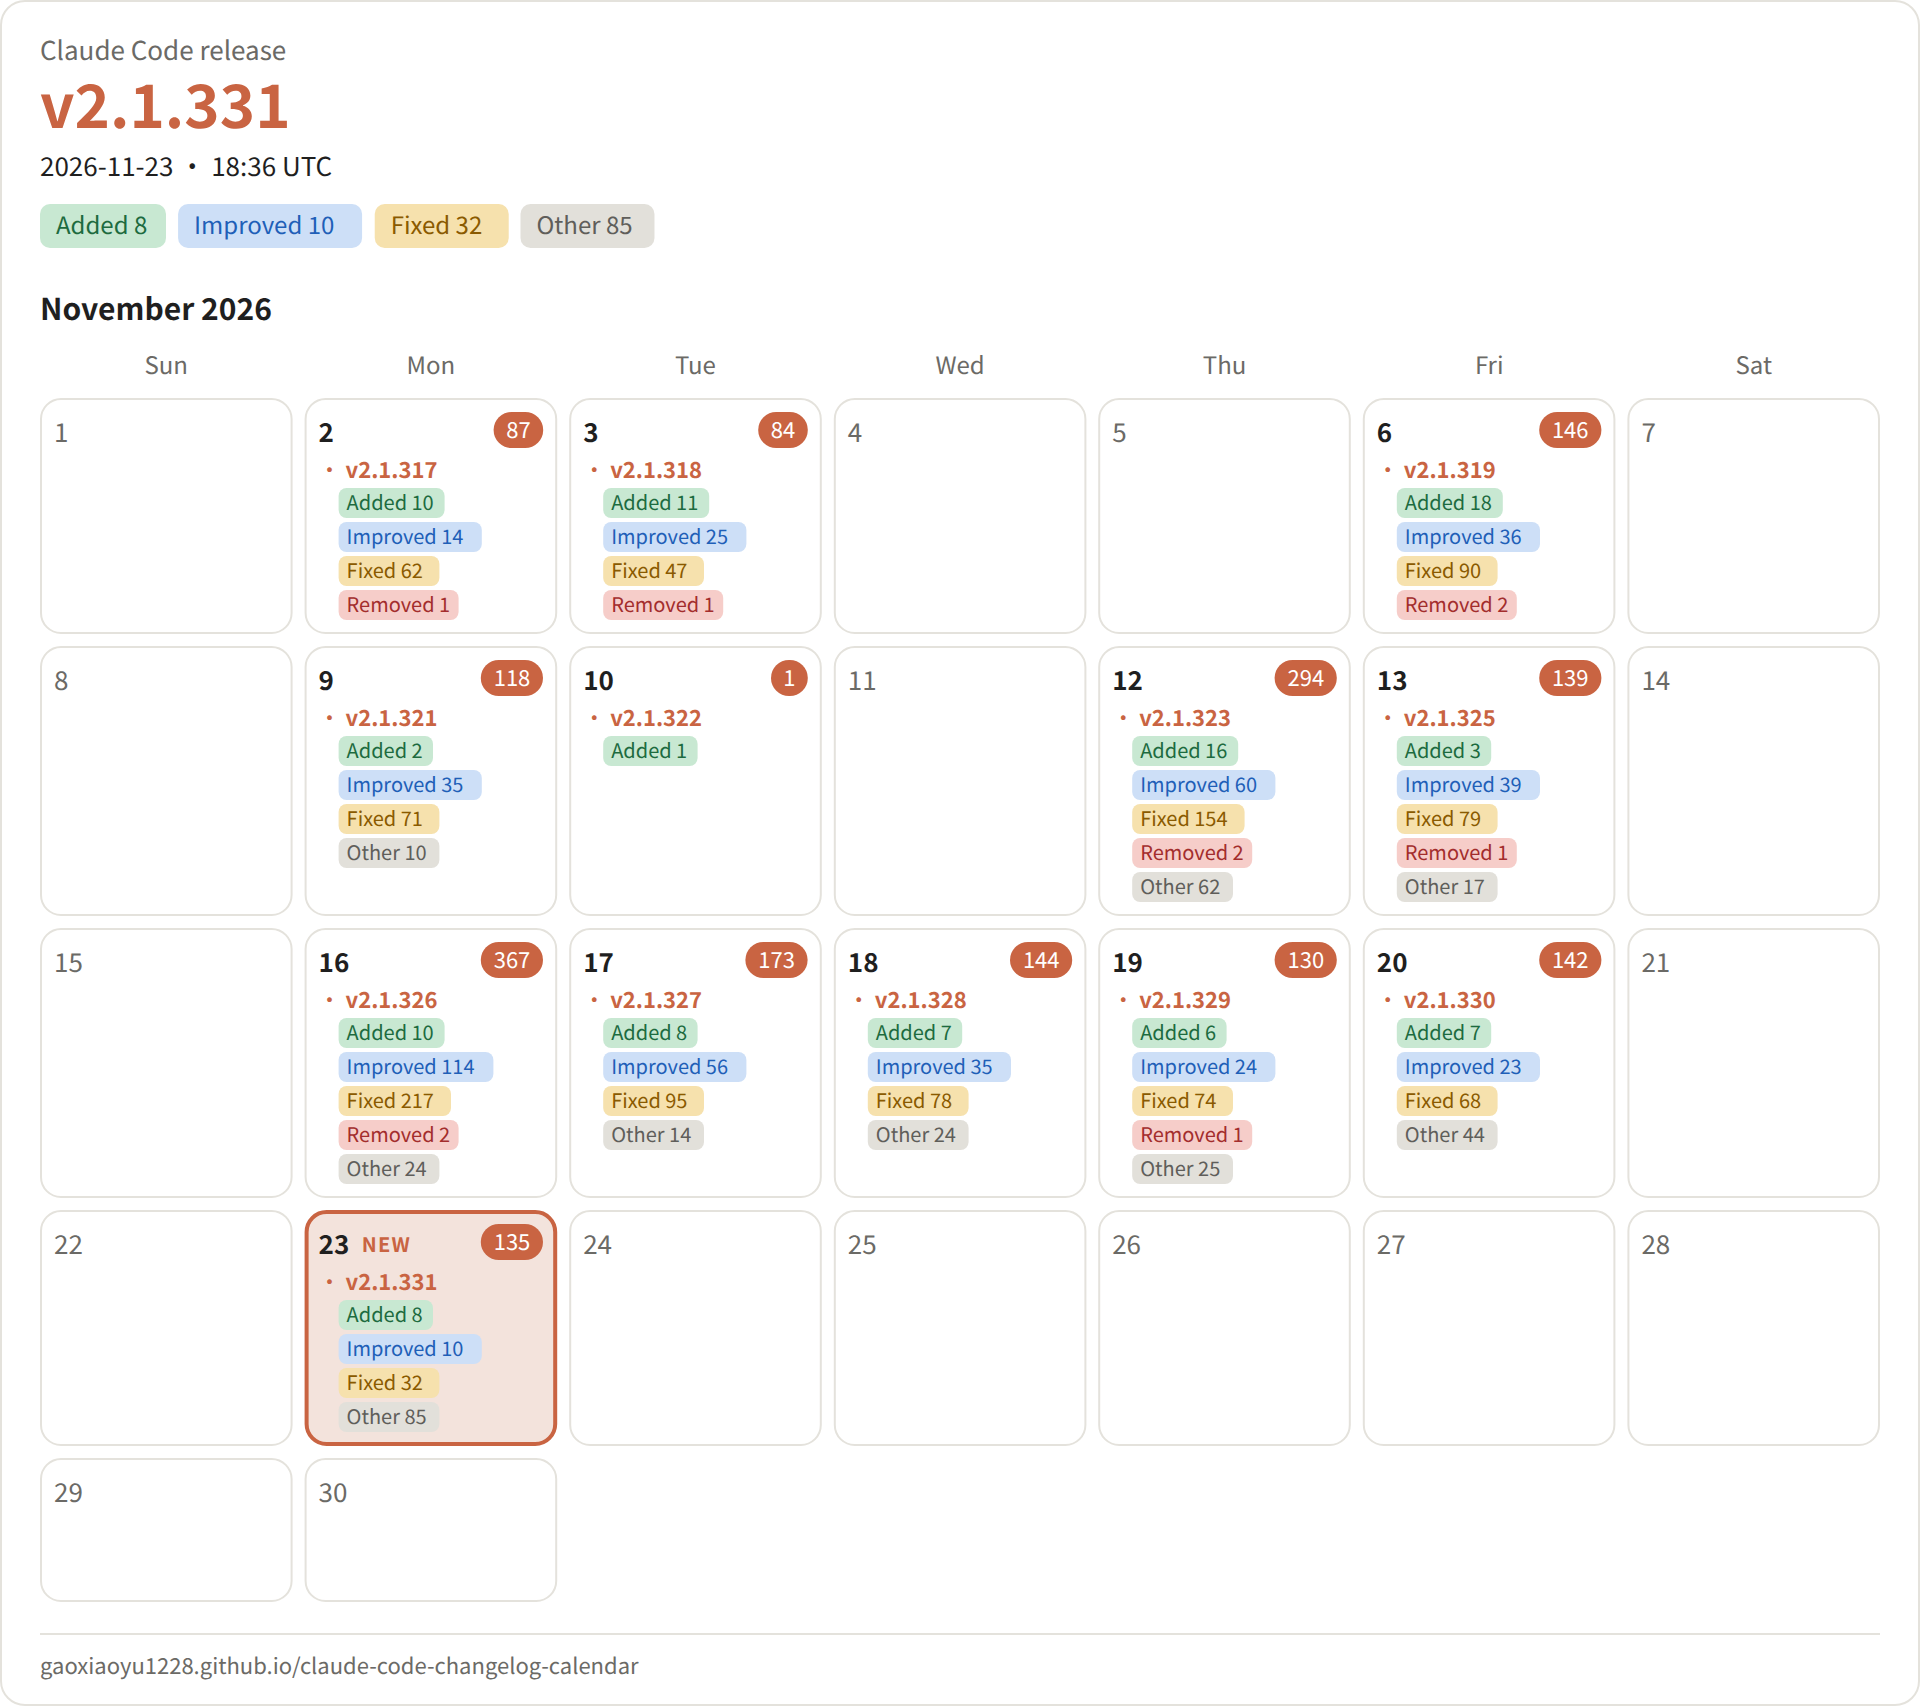 Claude Code release
v2.1.331
2026-11-23 • 18:36 UTC
Added 8 Improved 10 Fixed 32 Other 85
November 2026
Sun Mon Tue Wed Thu Fri Sat
1
2 87
• v2.1.317
Added 10
Improved 14
Fixed 62
Removed 1
3 84
• v2.1.318
Added 11
Improved 25
Fixed 47
Removed 1
4
5
6 146
• v2.1.319
Added 18
Improved 36
Fixed 90
Removed 2
7
8
9 118
• v2.1.321
Added 2
Improved 35
Fixed 71
Other 10
10 1
• v2.1.322
Added 1
11
12 294
• v2.1.323
Added 16
Improved 60
Fixed 154
Removed 2
Other 62
13 139
• v2.1.325
Added 3
Improved 39
Fixed 79
Removed 1
Other 17
14
15
16 367
• v2.1.326
Added 10
Improved 114
Fixed 217
Removed 2
Other 24
17 173
• v2.1.327
Added 8
Improved 56
Fixed 95
Other 14
18 144
• v2.1.328
Added 7
Improved 35
Fixed 78
Other 24
19 130
• v2.1.329
Added 6
Improved 24
Fixed 74
Removed 1
Other 25
20 142
• v2.1.330
Added 7
Improved 23
Fixed 68
Other 44
21
22
23 NEW 135
• v2.1.331
Added 8
Improved 10
Fixed 32
Other 85
24
25
26
27
28
29
30
gaoxiaoyu1228.github.io/claude-code-changelog-calendar